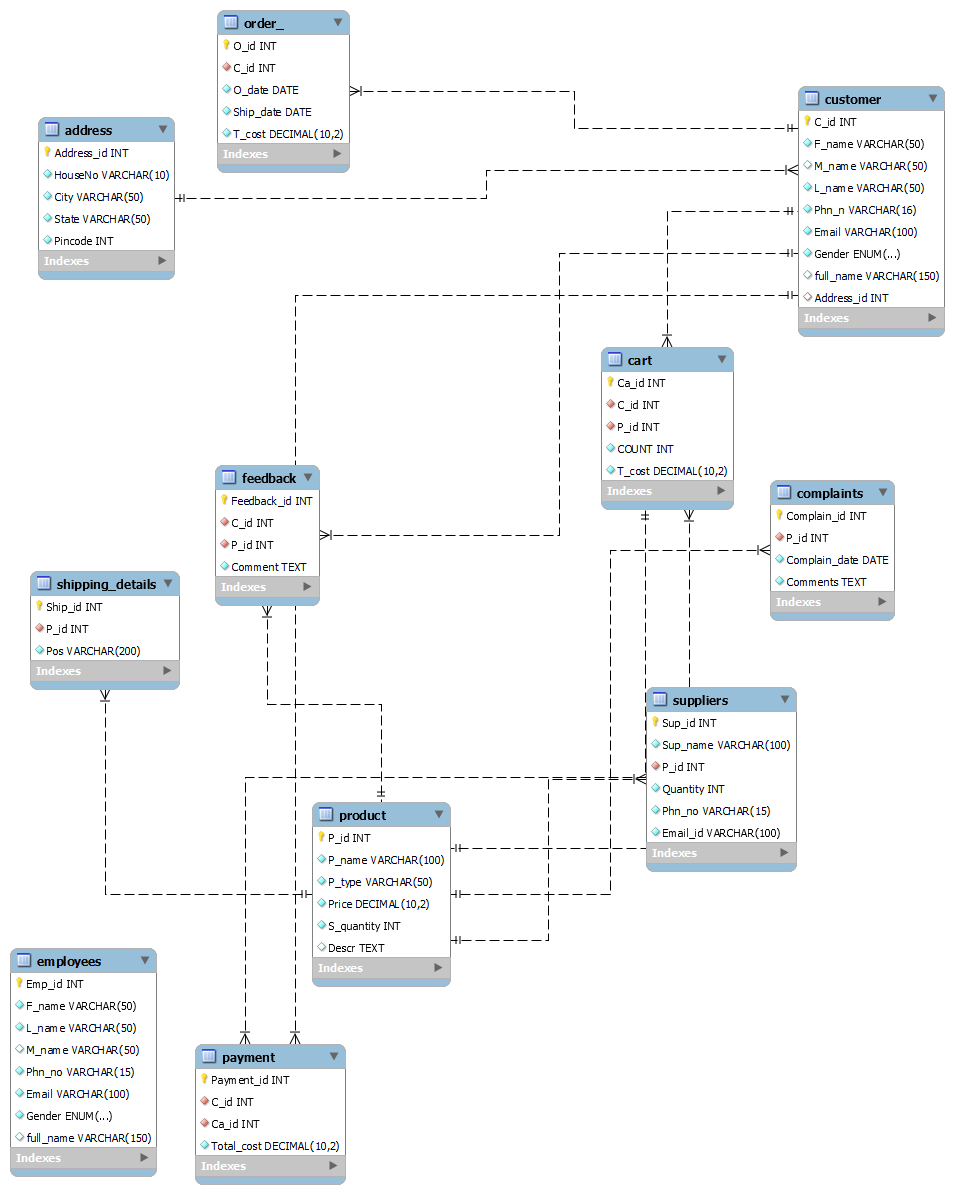 order_
O_id INT
C_id INT
O_date DATE
Ship_date DATE
T_cost DECIMAL(10,2)
Indexes
customer
C_id INT
F_name VARCHAR(50)
M_name VARCHAR(50)
L_name VARCHAR(50)
Phn_n VARCHAR(16)
Email VARCHAR(100)
Gender ENUM(...)
full_name VARCHAR(150)
Address_id INT
Indexes
address
Address_id INT
HouseNo VARCHAR(10)
City VARCHAR(50)
State VARCHAR(50)
Pincode INT
Indexes
cart
Ca_id INT
C_id INT
P_id INT
COUNT INT
T_cost DECIMAL(10,2)
Indexes
feedback
Feedback_id INT
C_id INT
P_id INT
Comment TEXT
Indexes
complaints
Complain_id INT
P_id INT
Complain_date DATE
Comments TEXT
Indexes
shipping_details
Ship_id INT
P_id INT
Pos VARCHAR(200)
Indexes
suppliers
Sup_id INT
Sup_name VARCHAR(100)
P_id INT
Quantity INT
Phn_no VARCHAR(15)
Email_id VARCHAR(100)
Indexes
product
P_id INT
P_name VARCHAR(100)
P_type VARCHAR(50)
Price DECIMAL(10,2)
S_quantity INT
Descr TEXT
Indexes
employees
Emp_id INT
F_name VARCHAR(50)
L_name VARCHAR(50)
M_name VARCHAR(50)
Phn_no VARCHAR(15)
Email VARCHAR(100)
Gender ENUM(...)
full_name VARCHAR(150)
Indexes
payment
Payment_id INT
C_id INT
Ca_id INT
Total_cost DECIMAL(10,2)
Indexes